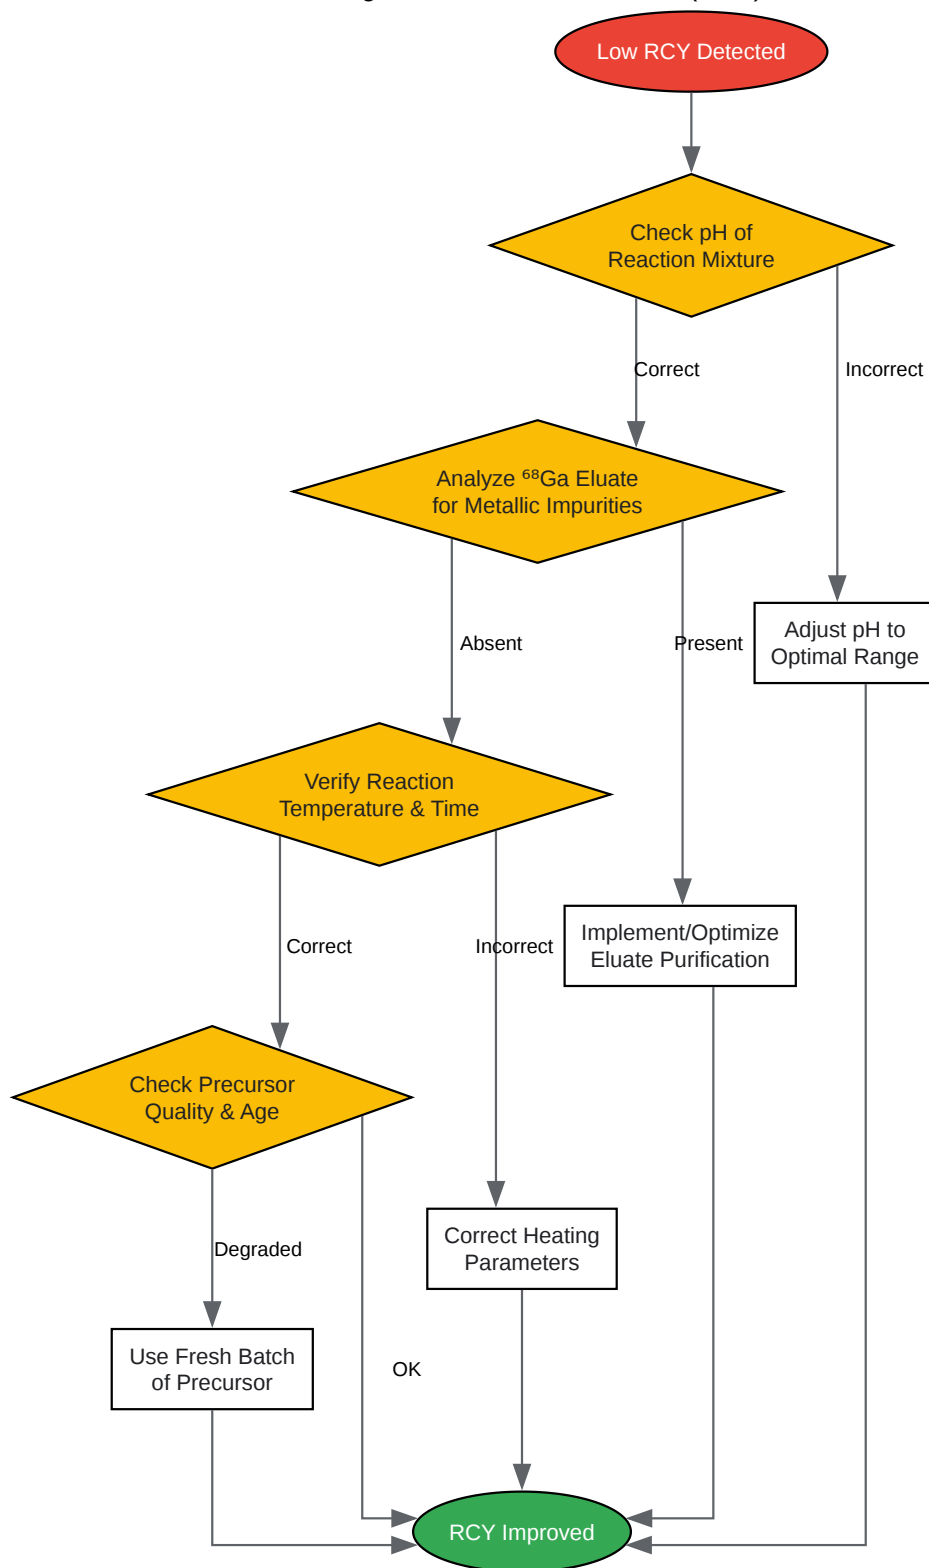 Low RCY Detected
Check pH of
Reaction Mixture
Correct
Incorrect
Analyze ⁶⁸Ga Eluate
for Metallic Impurities
Adjust pH to
Optimal Range
Absent
Present
Verify Reaction
Temperature & Time
Implement/Optimize
Eluate Purification
Correct
Incorrect
Check Precursor
Quality & Age
Correct Heating
Parameters
Degraded
Use Fresh Batch
of Precursor
OK
RCY Improved